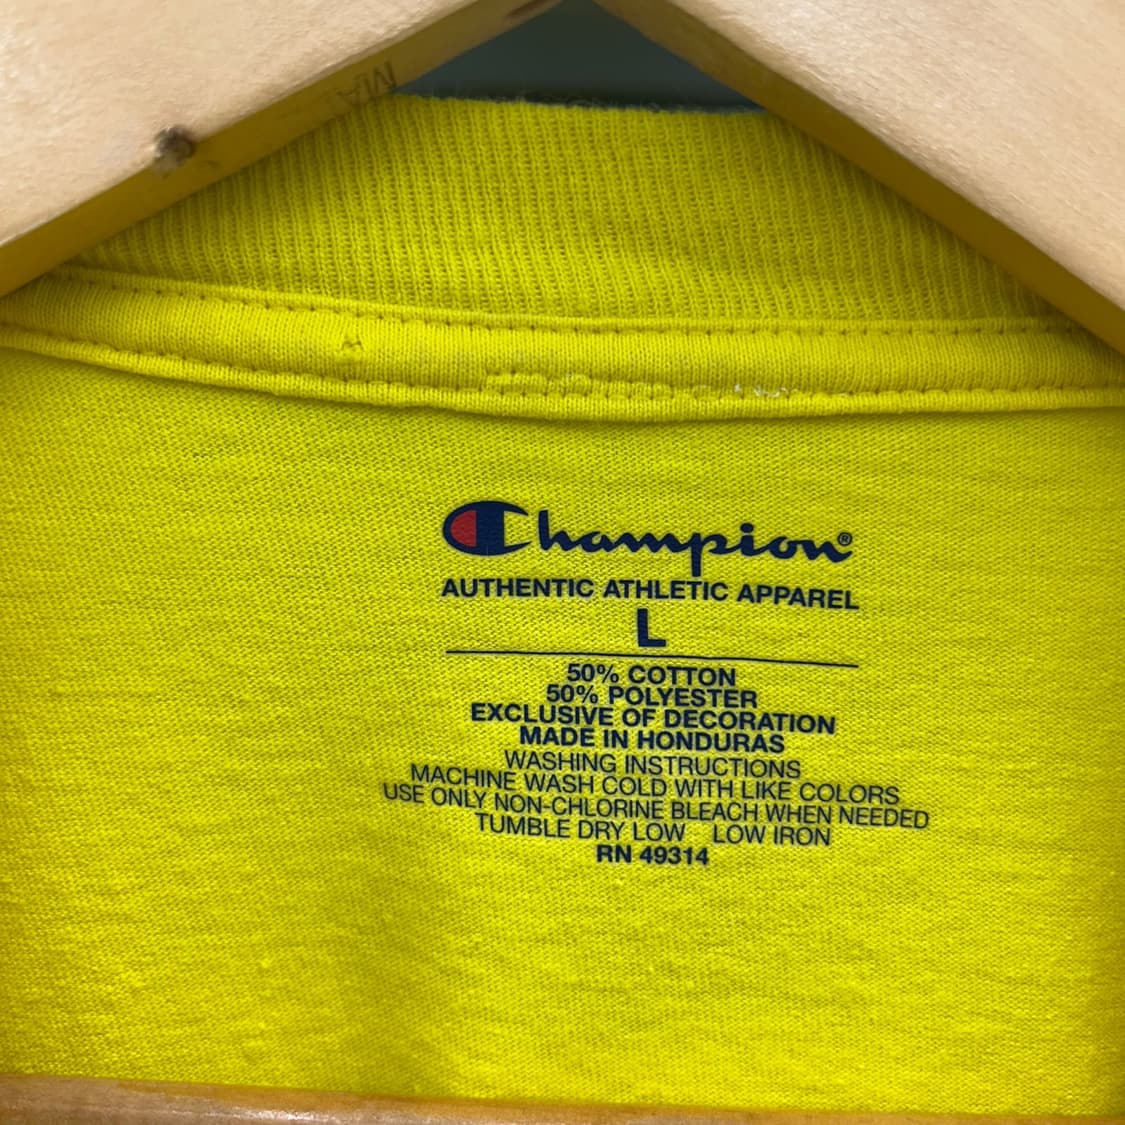 Champion®
AUTHENTIC ATHLETIC APPAREL
L
50% COTTON
50% POLYESTER
EXCLUSIVE OF DECORATION
MADE IN HONDURAS
WASHING INSTRUCTIONS
MACHINE WASH COLD WITH LIKE COLORS
USE ONLY NON-CHLORINE BLEACH WHEN NEEDED
TUMBLE DRY LOW LOW IRON
RN 49314